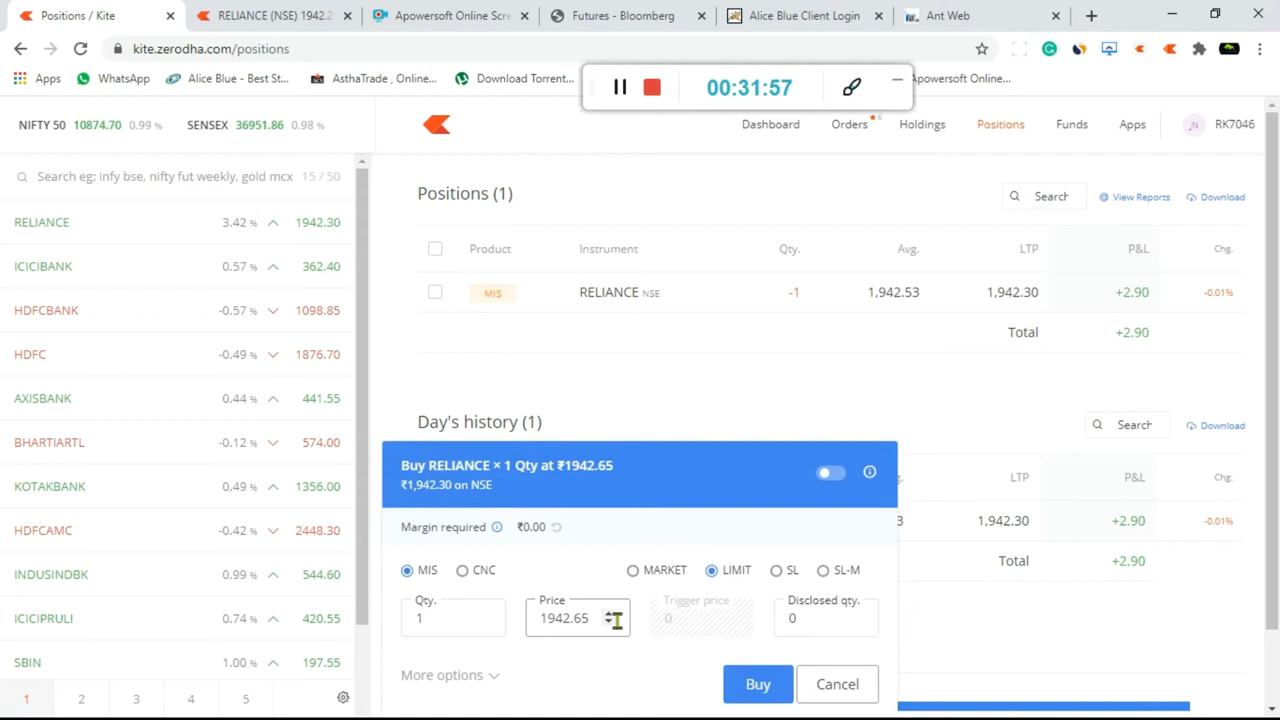 Positions / Kite
RELIANCE (NSE) 1942.2
Apowersoft Online Scre
Futures - Bloomberg
Alice Blue Client Login
Ant Web
kite.zerodha.com/positions
Apps
WhatsApp
Alice Blue - Best St...
AsthaTrade , Online...
Download Torrent...
Apowersoft Online...
00:31:57
NIFTY 50 10874.70 0.99 %
SENSEX 36951.86 0.98 %
Dashboard
Orders 6
Holdings
Positions
Funds
Apps
JN RK7046
Search eg: infy bse, nifty fut weekly, gold mcx 15 / 50
RELIANCE 3.42 % 1942.30
ICICIBANK 0.57 % 362.40
HDFCBANK -0.57 % 1098.85
HDFC -0.49 % 1876.70
AXISBANK 0.44 % 441.55
BHARTIARTL -0.12 % 574.00
KOTAKBANK 0.49 % 1356.00
HDFCAMC -0.42 % 2448.30
INDUSINDBK 0.99 % 544.60
ICICIPRULI 0.74 % 420.55
SBIN 1.00 % 197.55
1 2 3 4 5
Positions (1)
Search
View Reports
Download
Product Instrument Qty. Avg. LTP P&L Chg.
MIS RELIANCE NSE -1 1,942.53 1,942.30 +2.90 -0.01%
Total +2.90
Day's history (1)
Search
Download
LTP P&L Chg.
3 1,942.30 +2.90 -0.01%
Total +2.90
Buy RELIANCE × 1 Qty at ₹1942.65
₹1,942.30 on NSE
Margin required ₹0.00
MIS CNC MARKET LIMIT SL SL-M
Qty. Price Trigger price Disclosed qty.
1 1942.65 0 0
More options
Buy Cancel